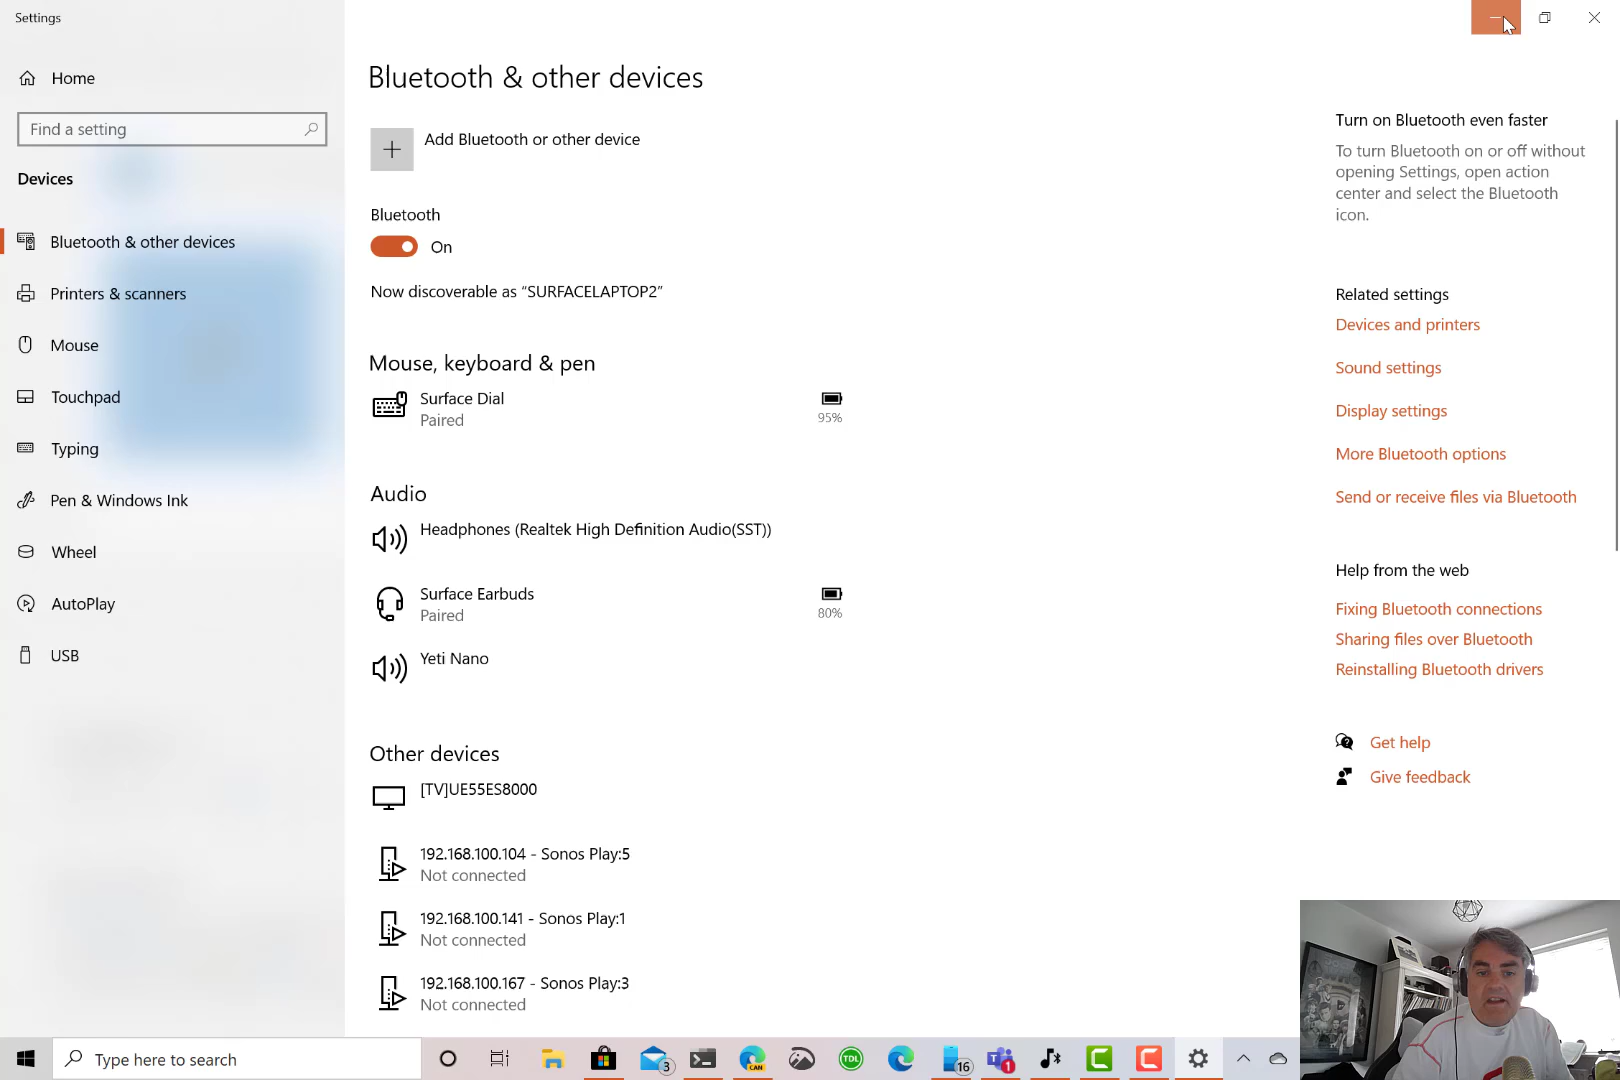 Settings
Home
Find a setting
Devices
Bluetooth & other devices
Printers & scanners
Mouse
Touchpad
Typing
Pen & Windows Ink
Wheel
AutoPlay
USB
Bluetooth & other devices
Add Bluetooth or other device
Bluetooth
On
Now discoverable as “SURFACELAPTOP2”
Mouse, keyboard & pen
Surface Dial
Paired
95%
Audio
Headphones (Realtek High Definition Audio(SST))
Surface Earbuds
Paired
80%
Yeti Nano
Other devices
[TV]UE55ES8000
192.168.100.104 - Sonos Play:5
Not connected
192.168.100.141 - Sonos Play:1
Not connected
192.168.100.167 - Sonos Play:3
Not connected
Turn on Bluetooth even faster
To turn Bluetooth on or off without
opening Settings, open action
center and select the Bluetooth
icon.
Related settings
Devices and printers
Sound settings
Display settings
More Bluetooth options
Send or receive files via Bluetooth
Help from the web
Fixing Bluetooth connections
Sharing files over Bluetooth
Reinstalling Bluetooth drivers
Get help
Give feedback
Type here to search
3
CAN
TDL
16
1